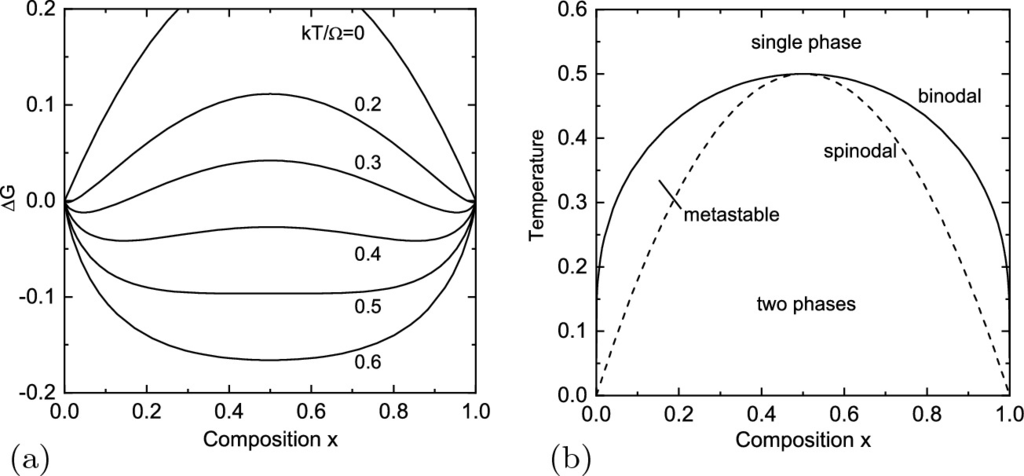 0.2
0.1
0.0
-0.1
-0.2
ΔG
kT/Ω=0
0.2
0.3
0.4
0.5
0.6
0.0 0.2 0.4 0.6 0.8 1.0
Composition x
(a)
0.6
0.5
0.4
0.3
0.2
0.1
0.0
Temperature
single phase
binodal
spinodal
metastable
two phases
0.0 0.2 0.4 0.6 0.8 1.0
Composition x
(b)